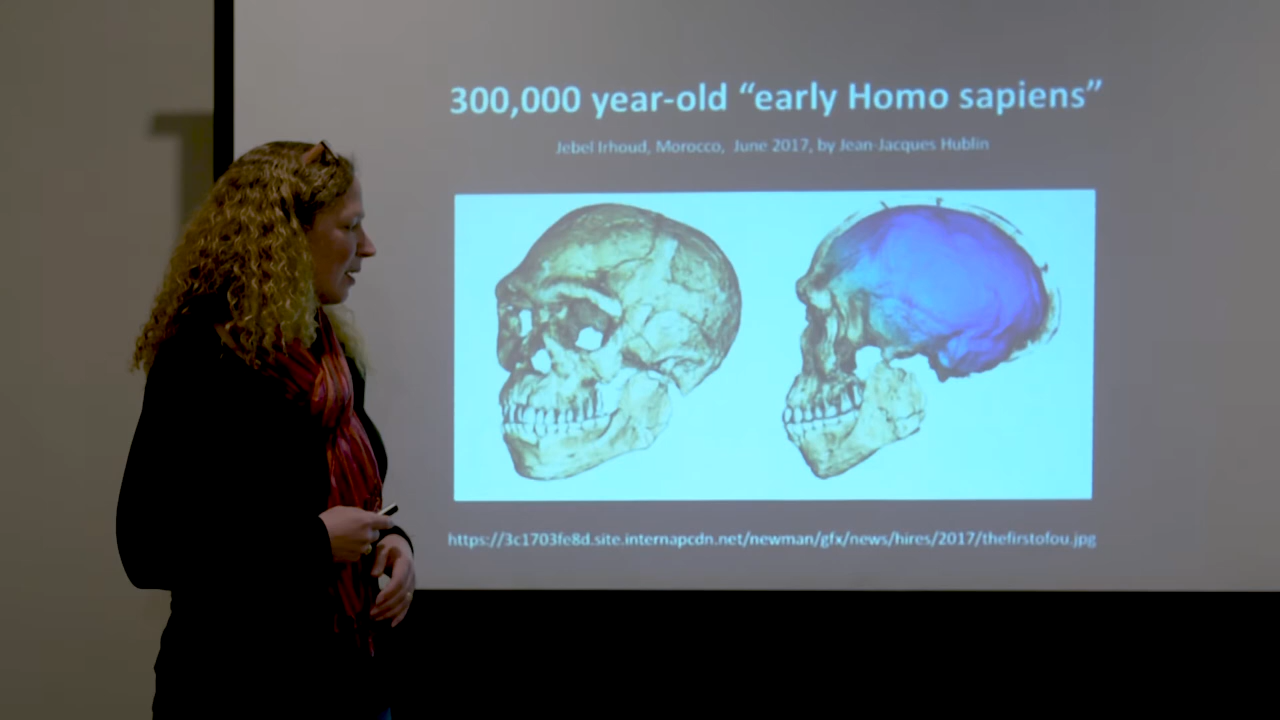 300,000 year-old “early Homo sapiens”
Jebel Irhoud, Morocco, June 2017, by Jean-Jacques Hublin
https://3c1703fe8d.site.internapcdn.net/newman/gfx/news/hires/2017/thefirstofou.jpg